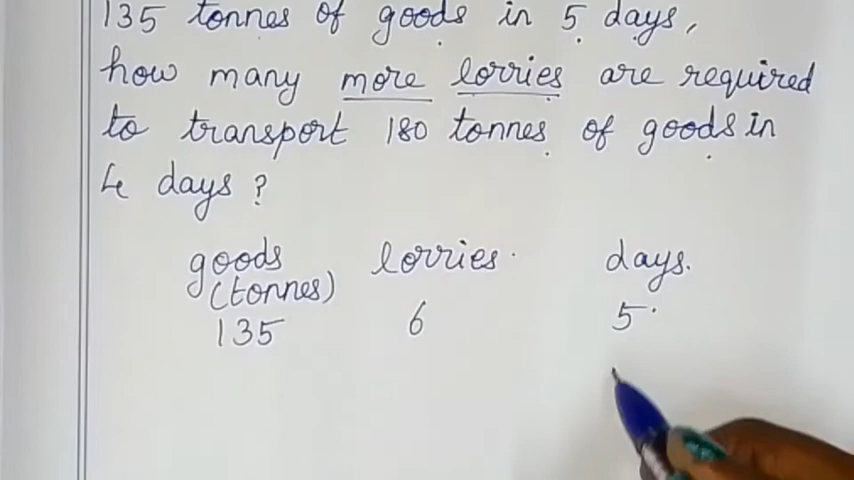 135 tonnes of goods in 5 days,
how many more lorries are required
to transport 180 tonnes of goods in
4 days ?
goods lorries days.
(tonnes)
135 6 5